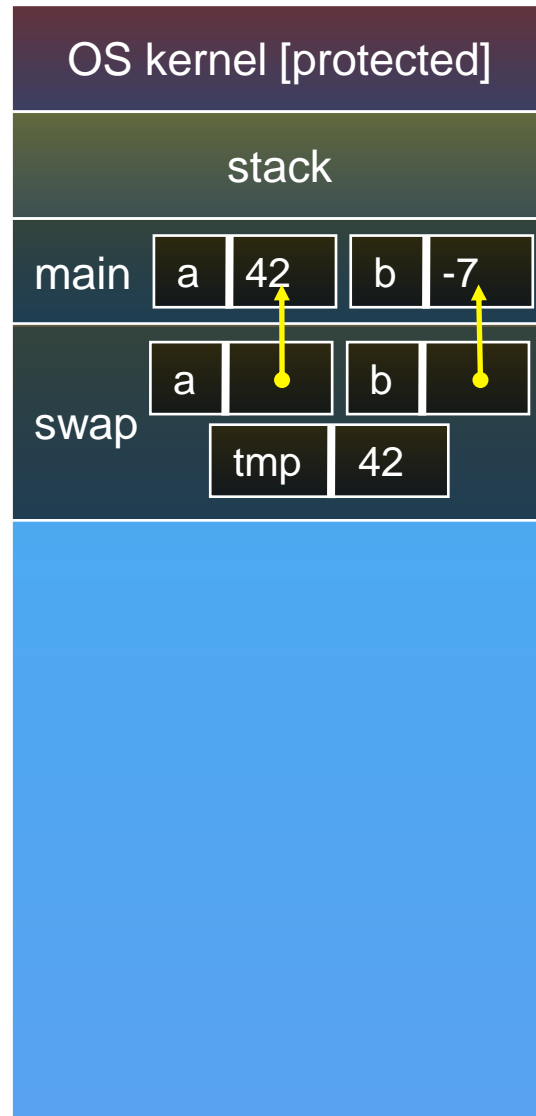 OS kernel [protected]
stack
main a 42 b -7
swap a b
tmp 42